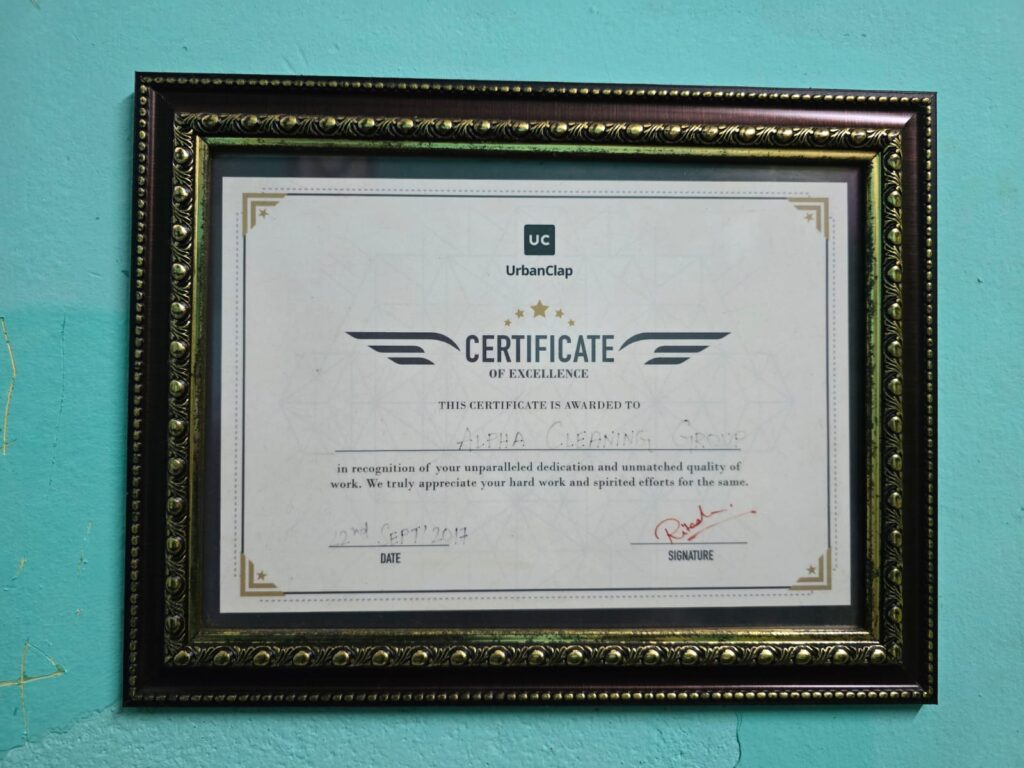 UC
UrbanClap
CERTIFICATE
OF EXCELLENCE
THIS CERTIFICATE IS AWARDED TO
ALPHA CLEANING GROUP
in recognition of your unparalleled dedication and unmatched quality of
work. We truly appreciate your hard work and spirited efforts for the same.
SEPT' 2017
DATE
SIGNATURE